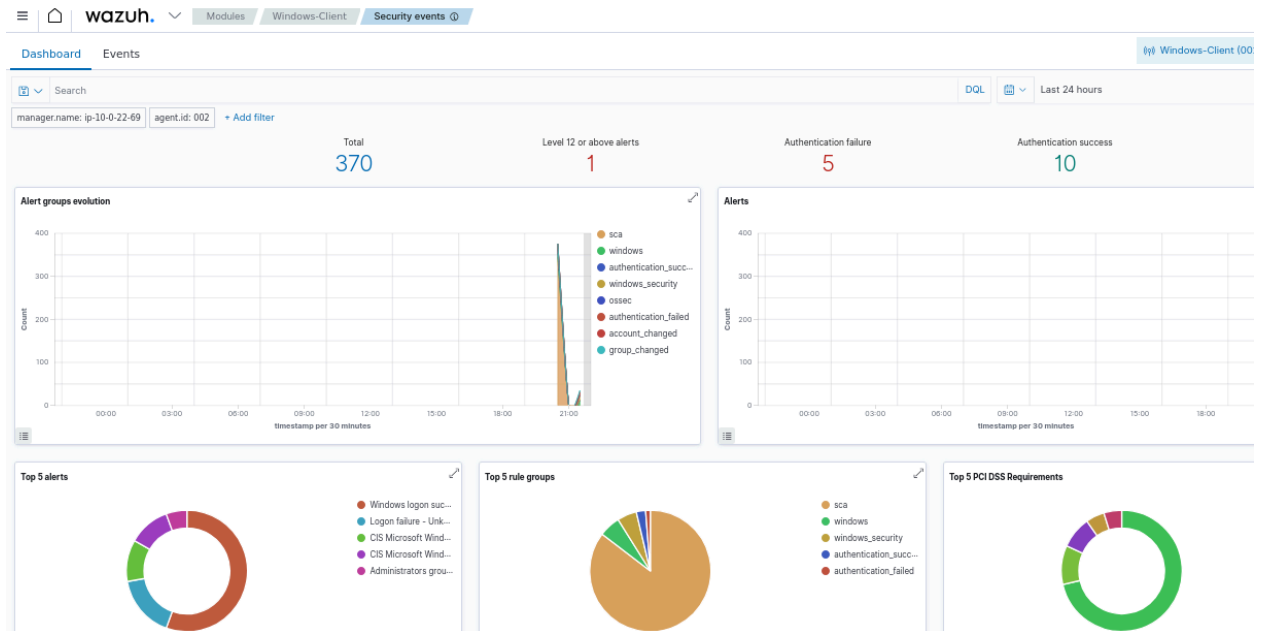 wazuh.
Modules
Windows-Client
Security events
Dashboard
Events
Windows-Client (00
Search
DQL
Last 24 hours
manager.name: ip-10-0-22-69
agent.id: 002
+ Add filter
Total
370
Level 12 or above alerts
1
Authentication failure
5
Authentication success
10
Alert groups evolution
400
300
200
100
0
Count
00:00
03:00
06:00
09:00
12:00
15:00
18:00
21:00
timestamp per 30 minutes
sca
windows
authentication_succ...
windows_security
ossec
authentication_failed
account_changed
group_changed
Alerts
400
300
200
100
0
Count
00:00
03:00
06:00
09:00
12:00
15:00
18:00
timestamp per 30 minutes
Top 5 alerts
Windows logon suc...
Logon failure - Unk...
CIS Microsoft Wind...
CIS Microsoft Wind...
Administrators grou...
Top 5 rule groups
sca
windows
windows_security
authentication_succ...
authentication_failed
Top 5 PCI DSS Requirements